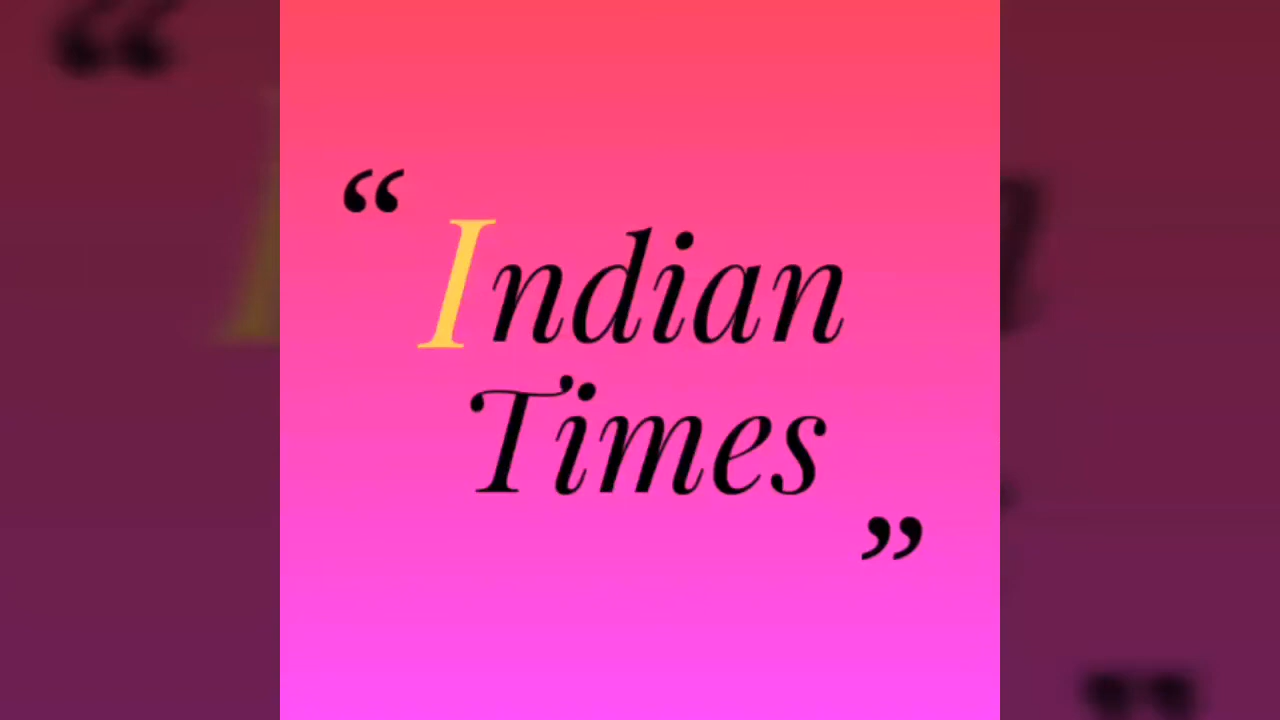 “ Indian
Times ”